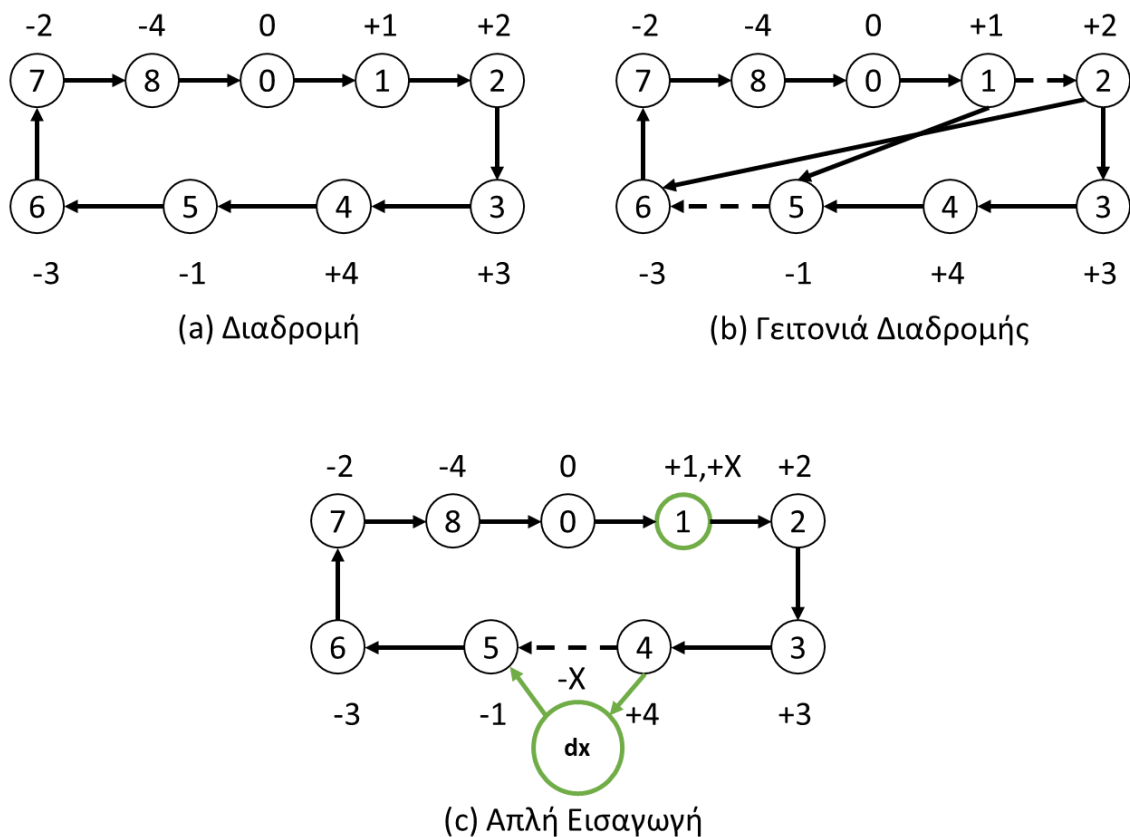 -2 -4 0 +1 +2 -2 -4 0 +1 +2
7 8 0 1 2 7 8 0 1 2
6 5 4 3 6 5 4 3
-3 -1 +4 +3 -3 -1 +4 +3
(a) Διαδρομή (b) Γειτονιά Διαδρομής
-2 -4 0 +1,+X +2
7 8 0 1 2
6 5 4 3
-X
-3 -1 +4 +3
dx
(c) Απλή Εισαγωγή